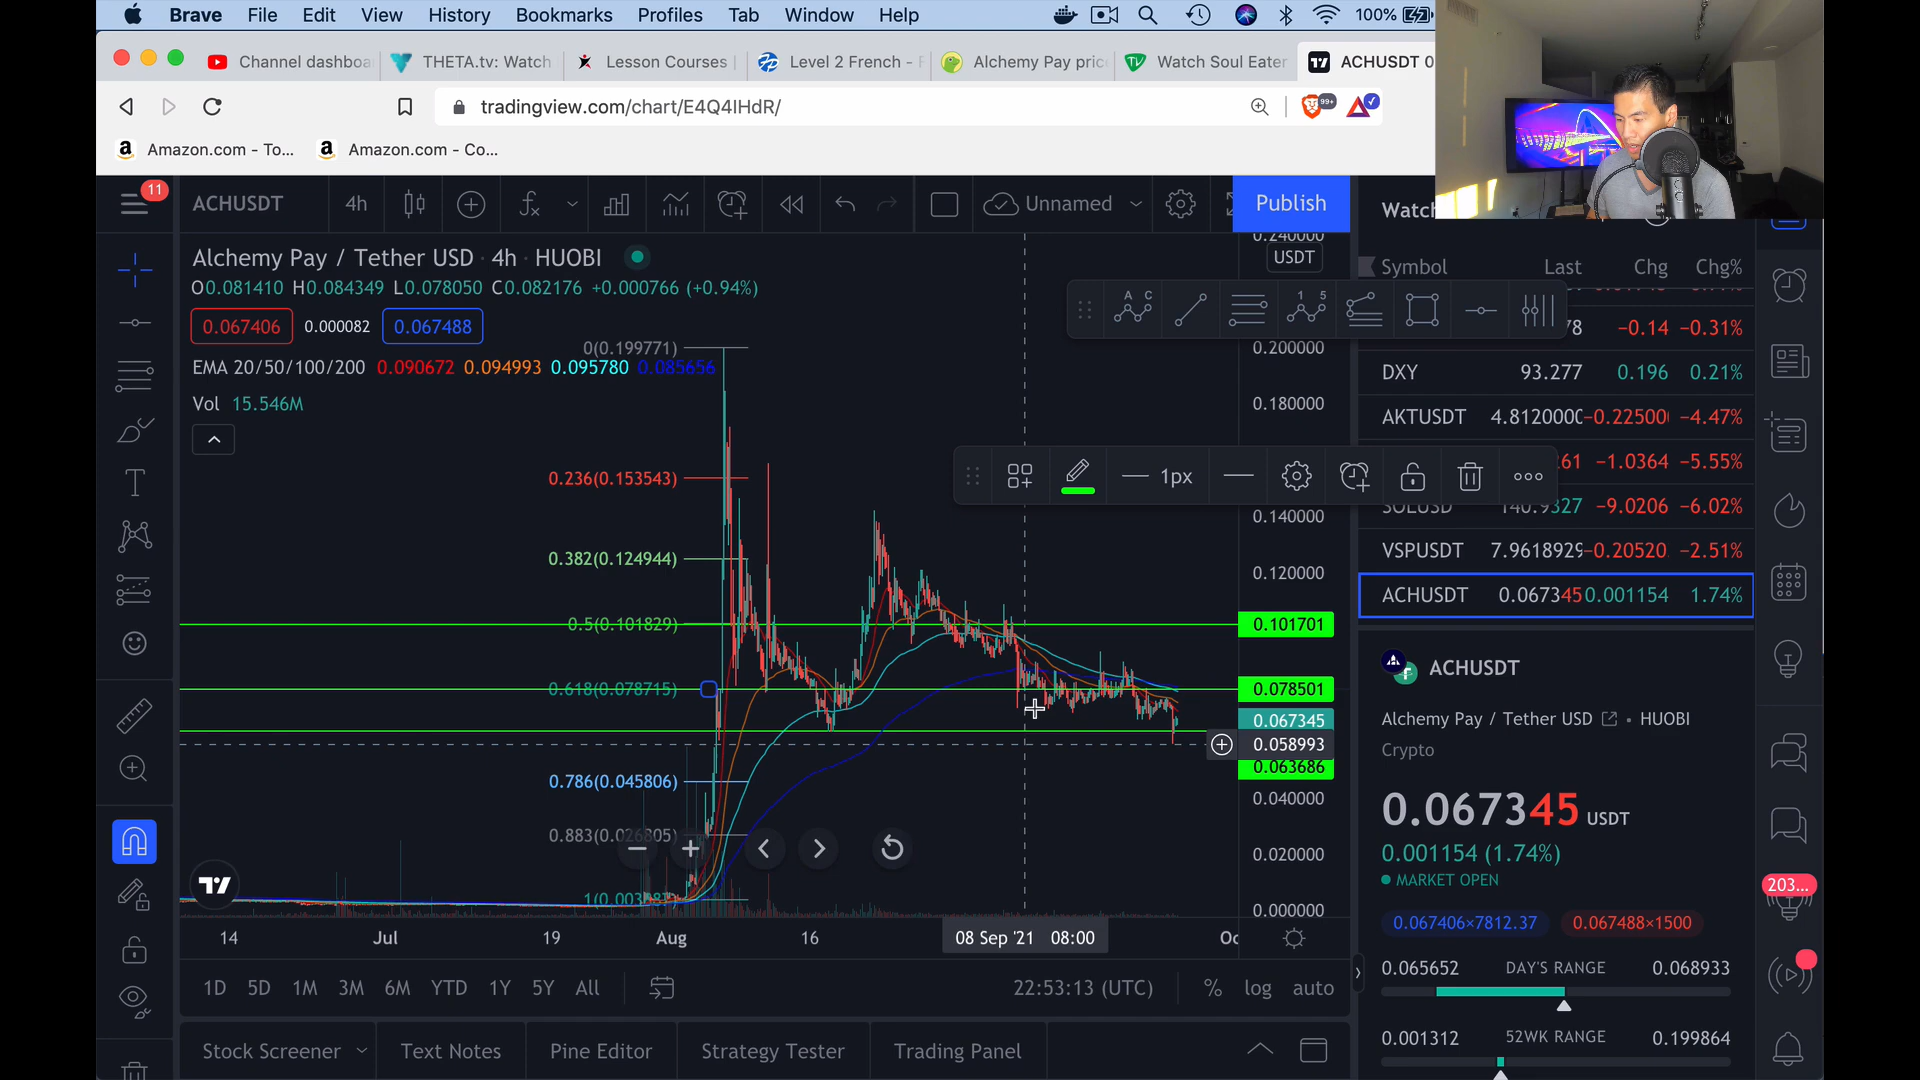 Brave File Edit View History Bookmarks Profiles Tab Window Help 100%
Channel dashboa THETA.tv: Watch Lesson Courses Level 2 French - F Alchemy Pay pric Watch Soul Eater ACHUSDT 0
tradingview.com/chart/E4Q4IHdR/ 99+
Amazon.com - To... Amazon.com - Co...
11 ACHUSDT 4h Unnamed Publish
Alchemy Pay / Tether USD · 4h · HUOBI
O0.081410 H0.084349 L0.078050 C0.082176 +0.000766 (+0.94%)
0.067406 0.000082 0.067488
EMA 20/50/100/200 0.090672 0.094993 0.095780 0.085656
Vol 15.546M
0(0.199771)
0.236(0.153543)
0.382(0.124944)
0.5(0.101829)
0.618(0.078715)
0.786(0.045806)
0.240000
USDT
0.200000
0.180000
0.140000
0.120000
0.101701
0.078501
0.067345
0.058993
0.063686
0.040000
0.020000
0.000000
A C
1 5
1px
14 Jul 19 Aug 16 08 Sep '21 08:00 Oc
1D 5D 1M 3M 6M YTD 1Y 5Y All 22:53:13 (UTC) % log auto
Stock Screener Text Notes Pine Editor Strategy Tester Trading Panel
Watc
Symbol Last Chg Chg%
78 −0.14 −0.31%
DXY 93.277 0.196 0.21%
AKTUSDT 4.8120000 −0.22500 −4.47%
61 −1.0364 −5.55%
SOLUSD 140.9327 −9.0206 −6.02%
VSPUSDT 7.9618929 −0.20520 −2.51%
ACHUSDT 0.067345 0.001154 1.74%
ACHUSDT
Alchemy Pay / Tether USD • HUOBI
Crypto
0.067345 USDT
0.001154 (1.74%)
MARKET OPEN
0.067406×7812.37 0.067488×1500
0.065652 DAY'S RANGE 0.068933
0.001312 52WK RANGE 0.199864
203...